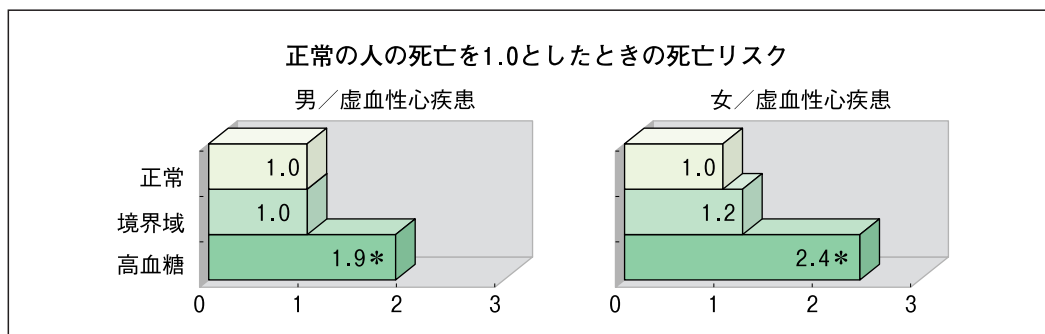 正常の人の死亡を1.0としたときの死亡リスク
男／虚血性心疾患
正常
境界域
高血糖
1.0
1.0
1.9＊
0 1 2 3
女／虚血性心疾患
1.0
1.2
2.4＊
0 1 2 3